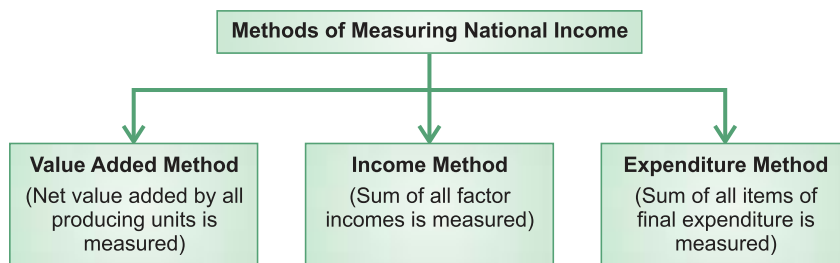 Methods of Measuring National Income
Value Added Method
(Net value added by all
producing units is
measured)
Income Method
(Sum of all factor
incomes is measured)
Expenditure Method
(Sum of all items of
final expenditure is
measured)